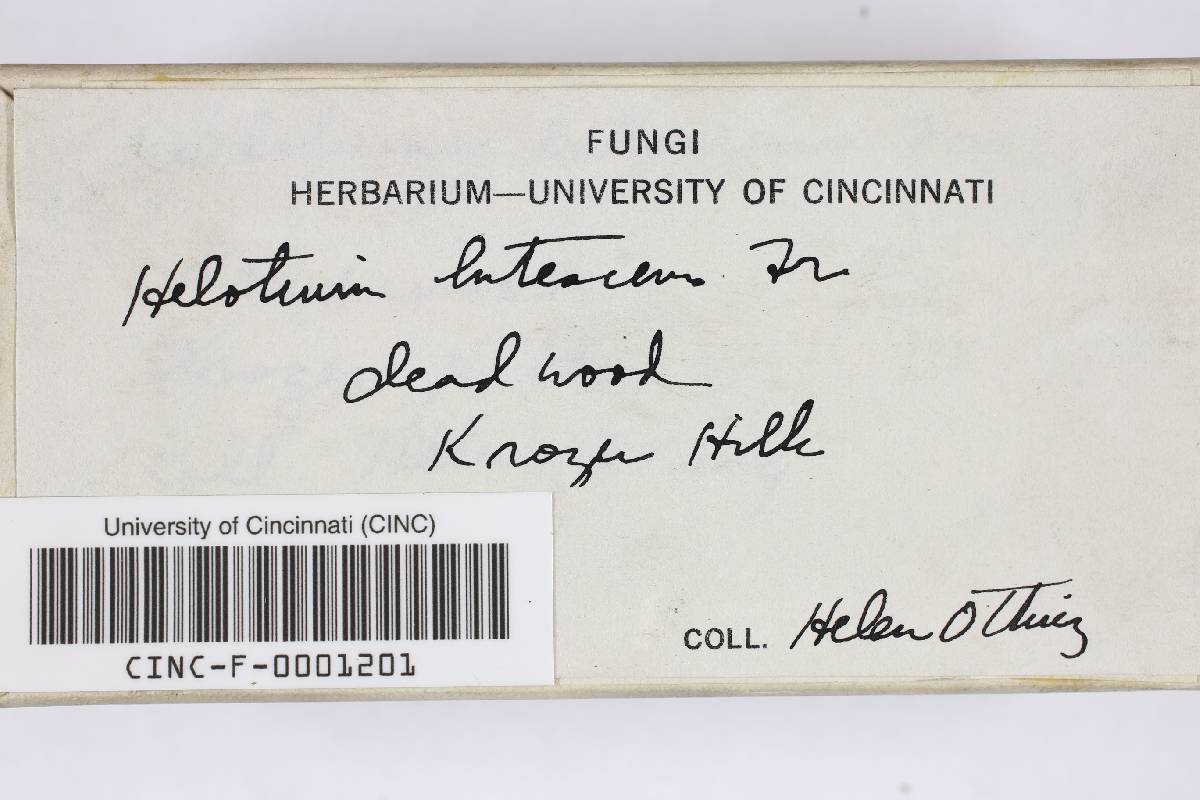 FUNGI
HERBARIUM—UNIVERSITY OF CINCINNATI
Helotium lutescens Fr
dead wood
Kroger Hills
University of Cincinnati (CINC)
CINC-F-0001201
COLL. Helen